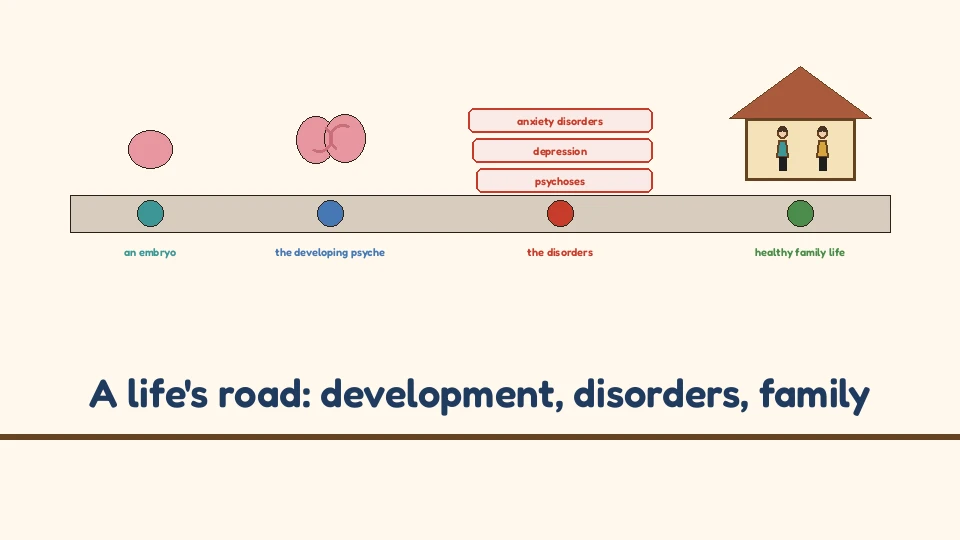 anxiety disorders
depression
psychoses
an embryo
the developing psyche
the disorders
healthy family life
A life's road: development, disorders, family